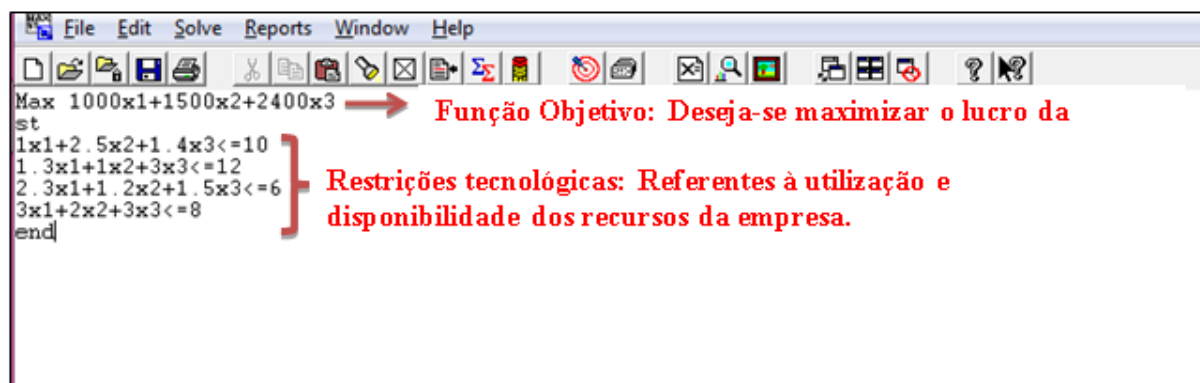 File Edit Solve Reports Window Help
Max 1000x1+1500x2+2400x3
Função Objetivo: Deseja-se maximizar o lucro da
st
1x1+2.5x2+1.4x3<=10
1.3x1+1x2+3x3<=12
2.3x1+1.2x2+1.5x3<=6
3x1+2x2+3x3<=8
end
Restrições tecnológicas: Referentes à utilização e
disponibilidade dos recursos da empresa.